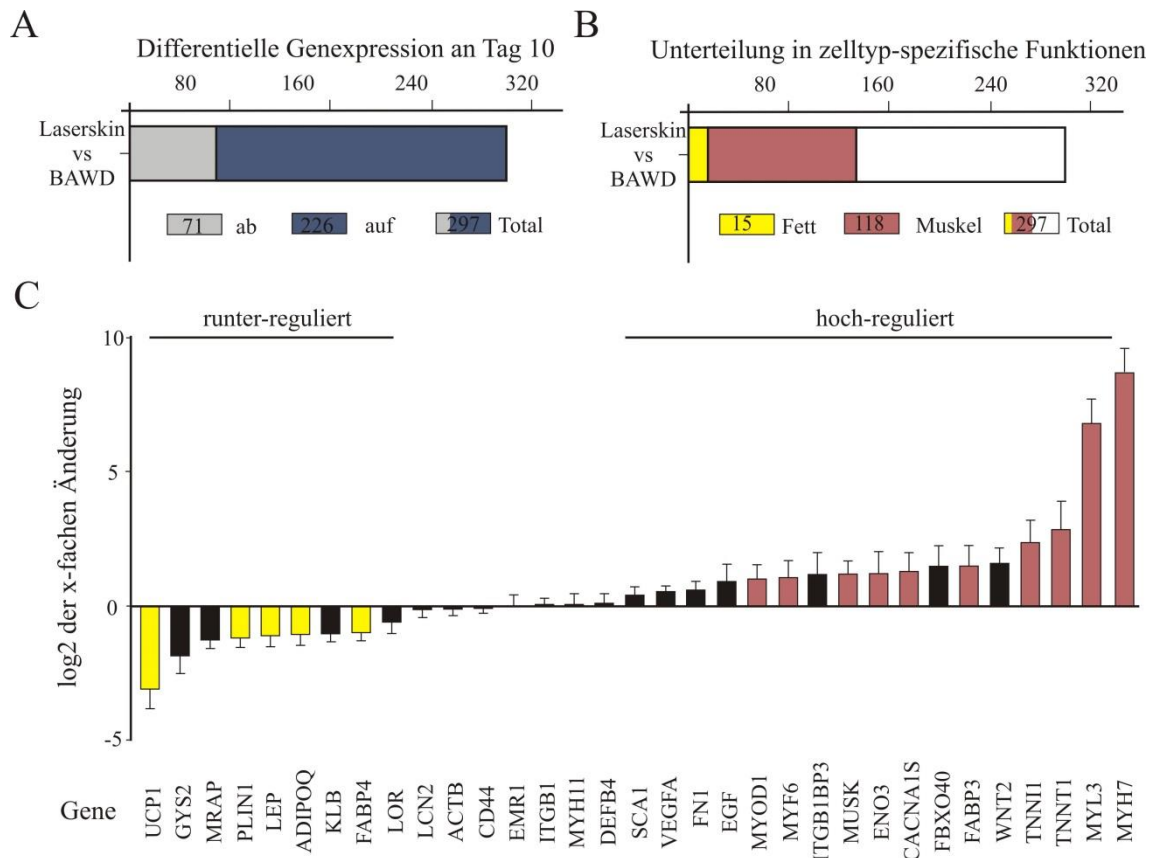 A
Differentielle Genexpression an Tag 10
80 160 240 320
Laserskin
vs
BAWD
71 ab 226 auf 297 Total
B
Unterteilung in zelltyp-spezifische Funktionen
80 160 240 320
Laserskin
vs
BAWD
15 Fett 118 Muskel 297 Total
C
runter-reguliert hoch-reguliert
log2 der x-fachen Änderung
10
5
0
-5
Gene
UCP1
GYS2
MRAP
PLIN1
LEP
ADIPOQ
KLB
FABP4
LOR
LCN2
ACTB
CD44
EMR1
ITGB1
MYH11
DEFB4
SCA1
VEGFA
FN1
EGF
MYOD1
MYF6
ITGB1BP3
MUSK
ENO3
CACNA1S
FBXO40
FABP3
WNT2
TNNI1
TNNT1
MYL3
MYH7